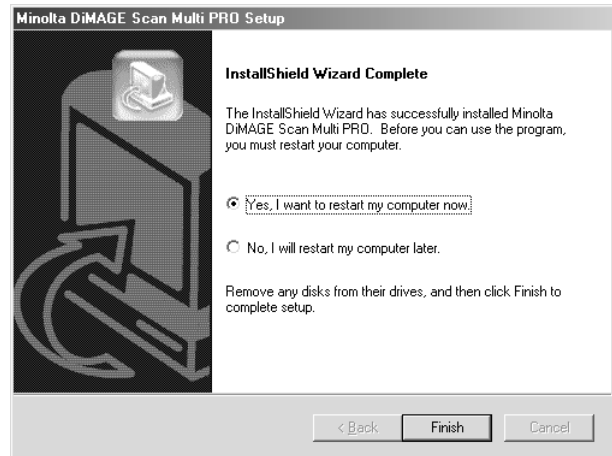 Minolta DiMAGE Scan Multi PRO Setup
InstallShield Wizard Complete
The InstallShield Wizard has successfully installed Minolta
DiMAGE Scan Multi PRO. Before you can use the program,
you must restart your computer.
Yes, I want to restart my computer now.
No, I will restart my computer later.
Remove any disks from their drives, and then click Finish to
complete setup.
< Back
Finish
Cancel